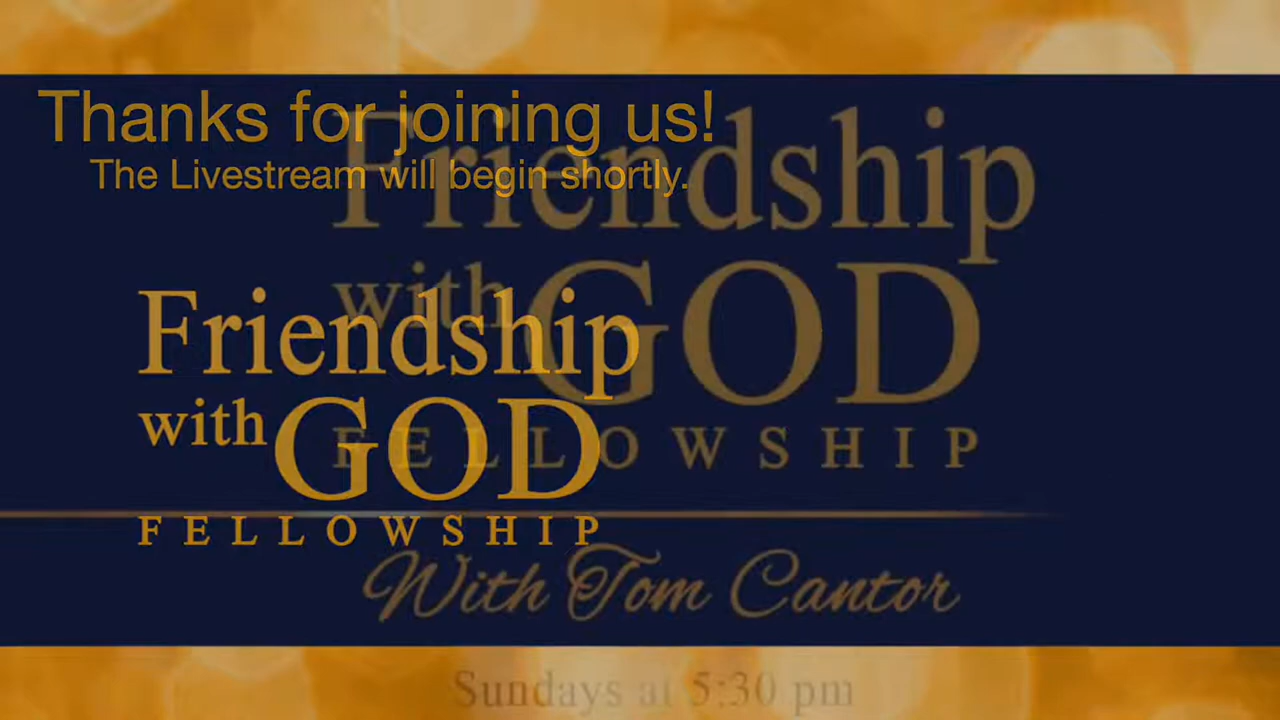 Thanks for joining us!
The Livestream will begin shortly.
Friendship
with GOD
FELLOWSHIP
Friendship
with GOD
FELLOWSHIP
With Tom Cantor
Sundays at 5:30 pm